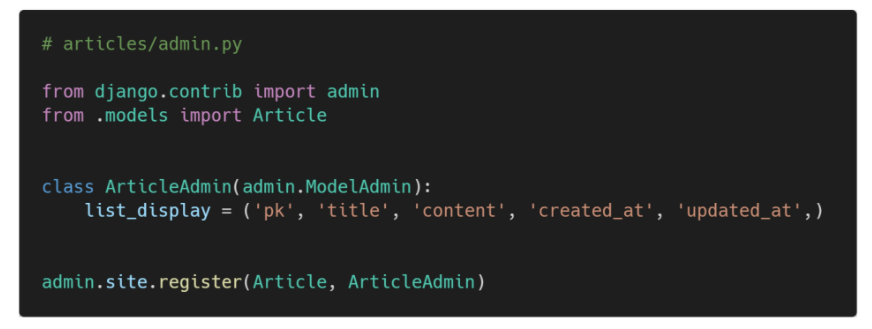 # articles/admin.py
from django.contrib import admin
from .models import Article
class ArticleAdmin(admin.ModelAdmin):
    list_display = ('pk', 'title', 'content', 'created_at', 'updated_at',)
admin.site.register(Article, ArticleAdmin)